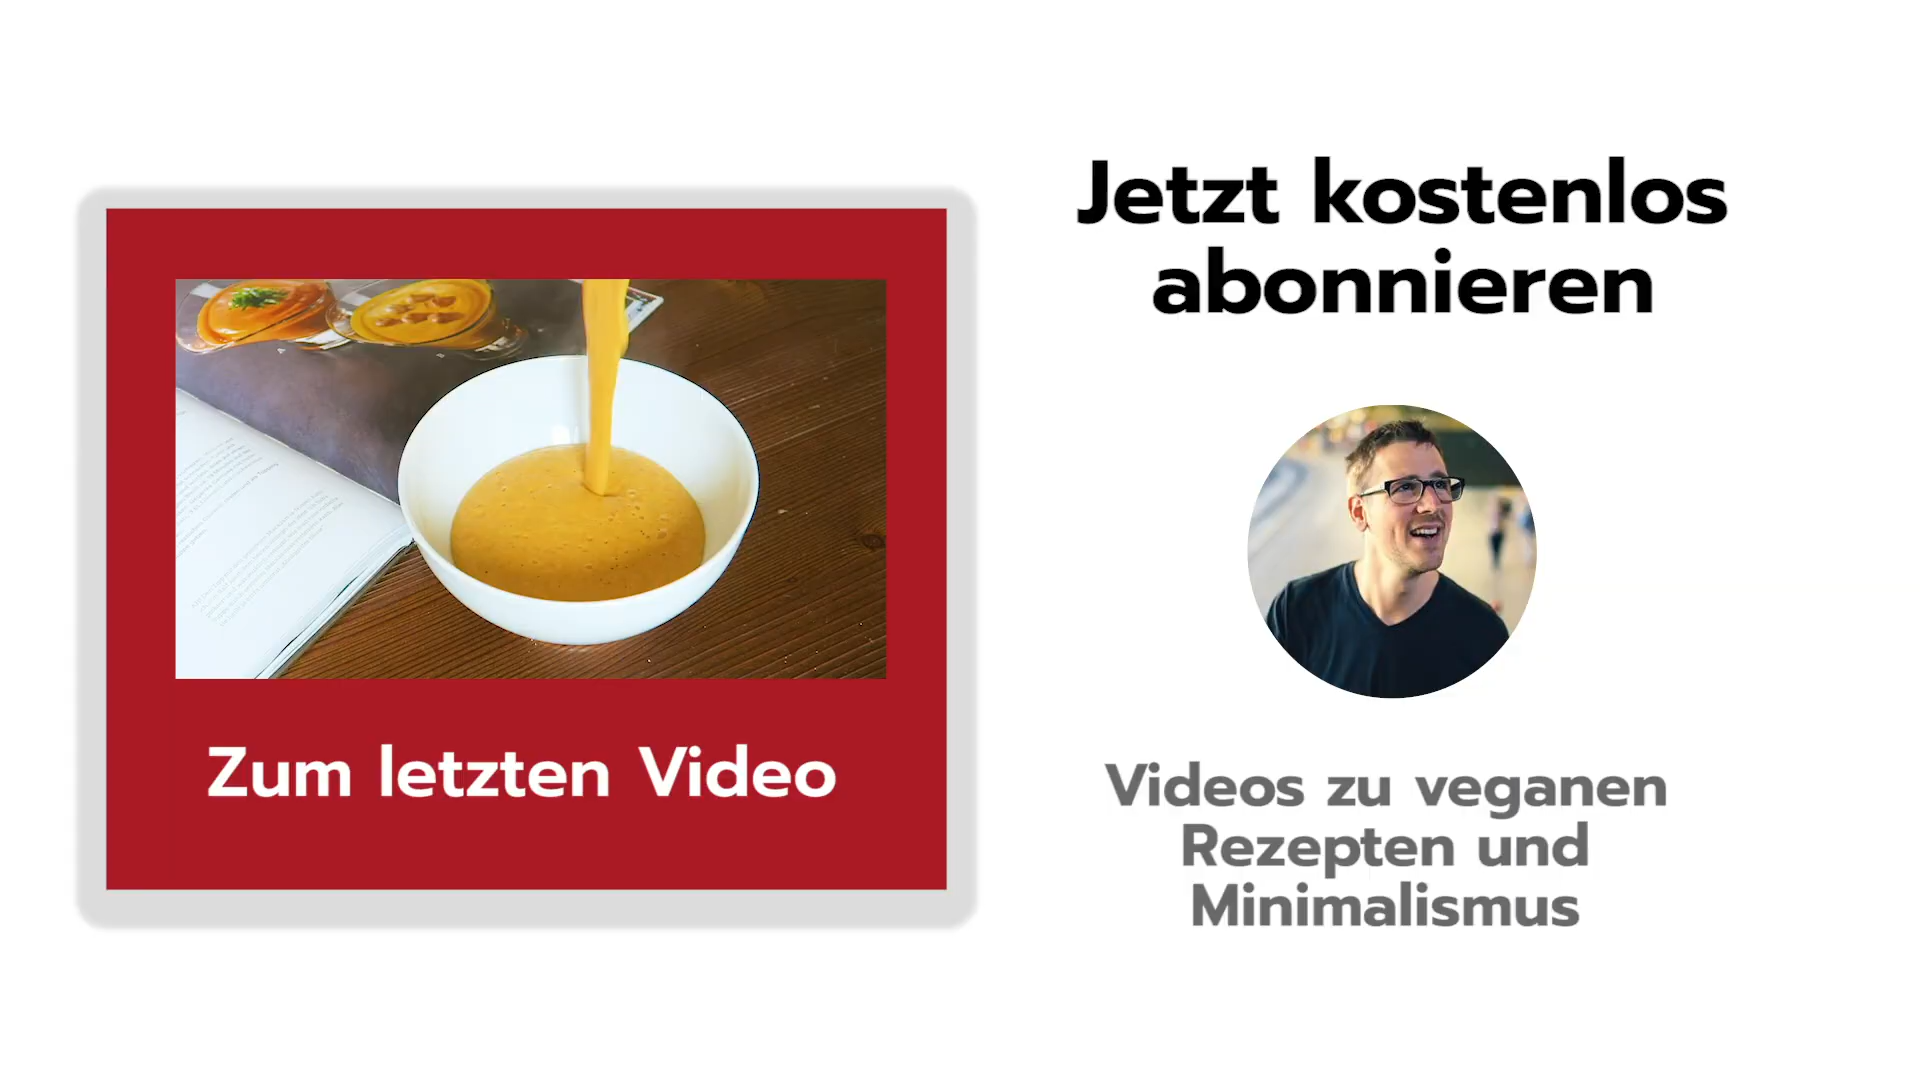 Jetzt kostenlos
abonnieren
Zum letzten Video
Videos zu veganen
Rezepten und
Minimalismus